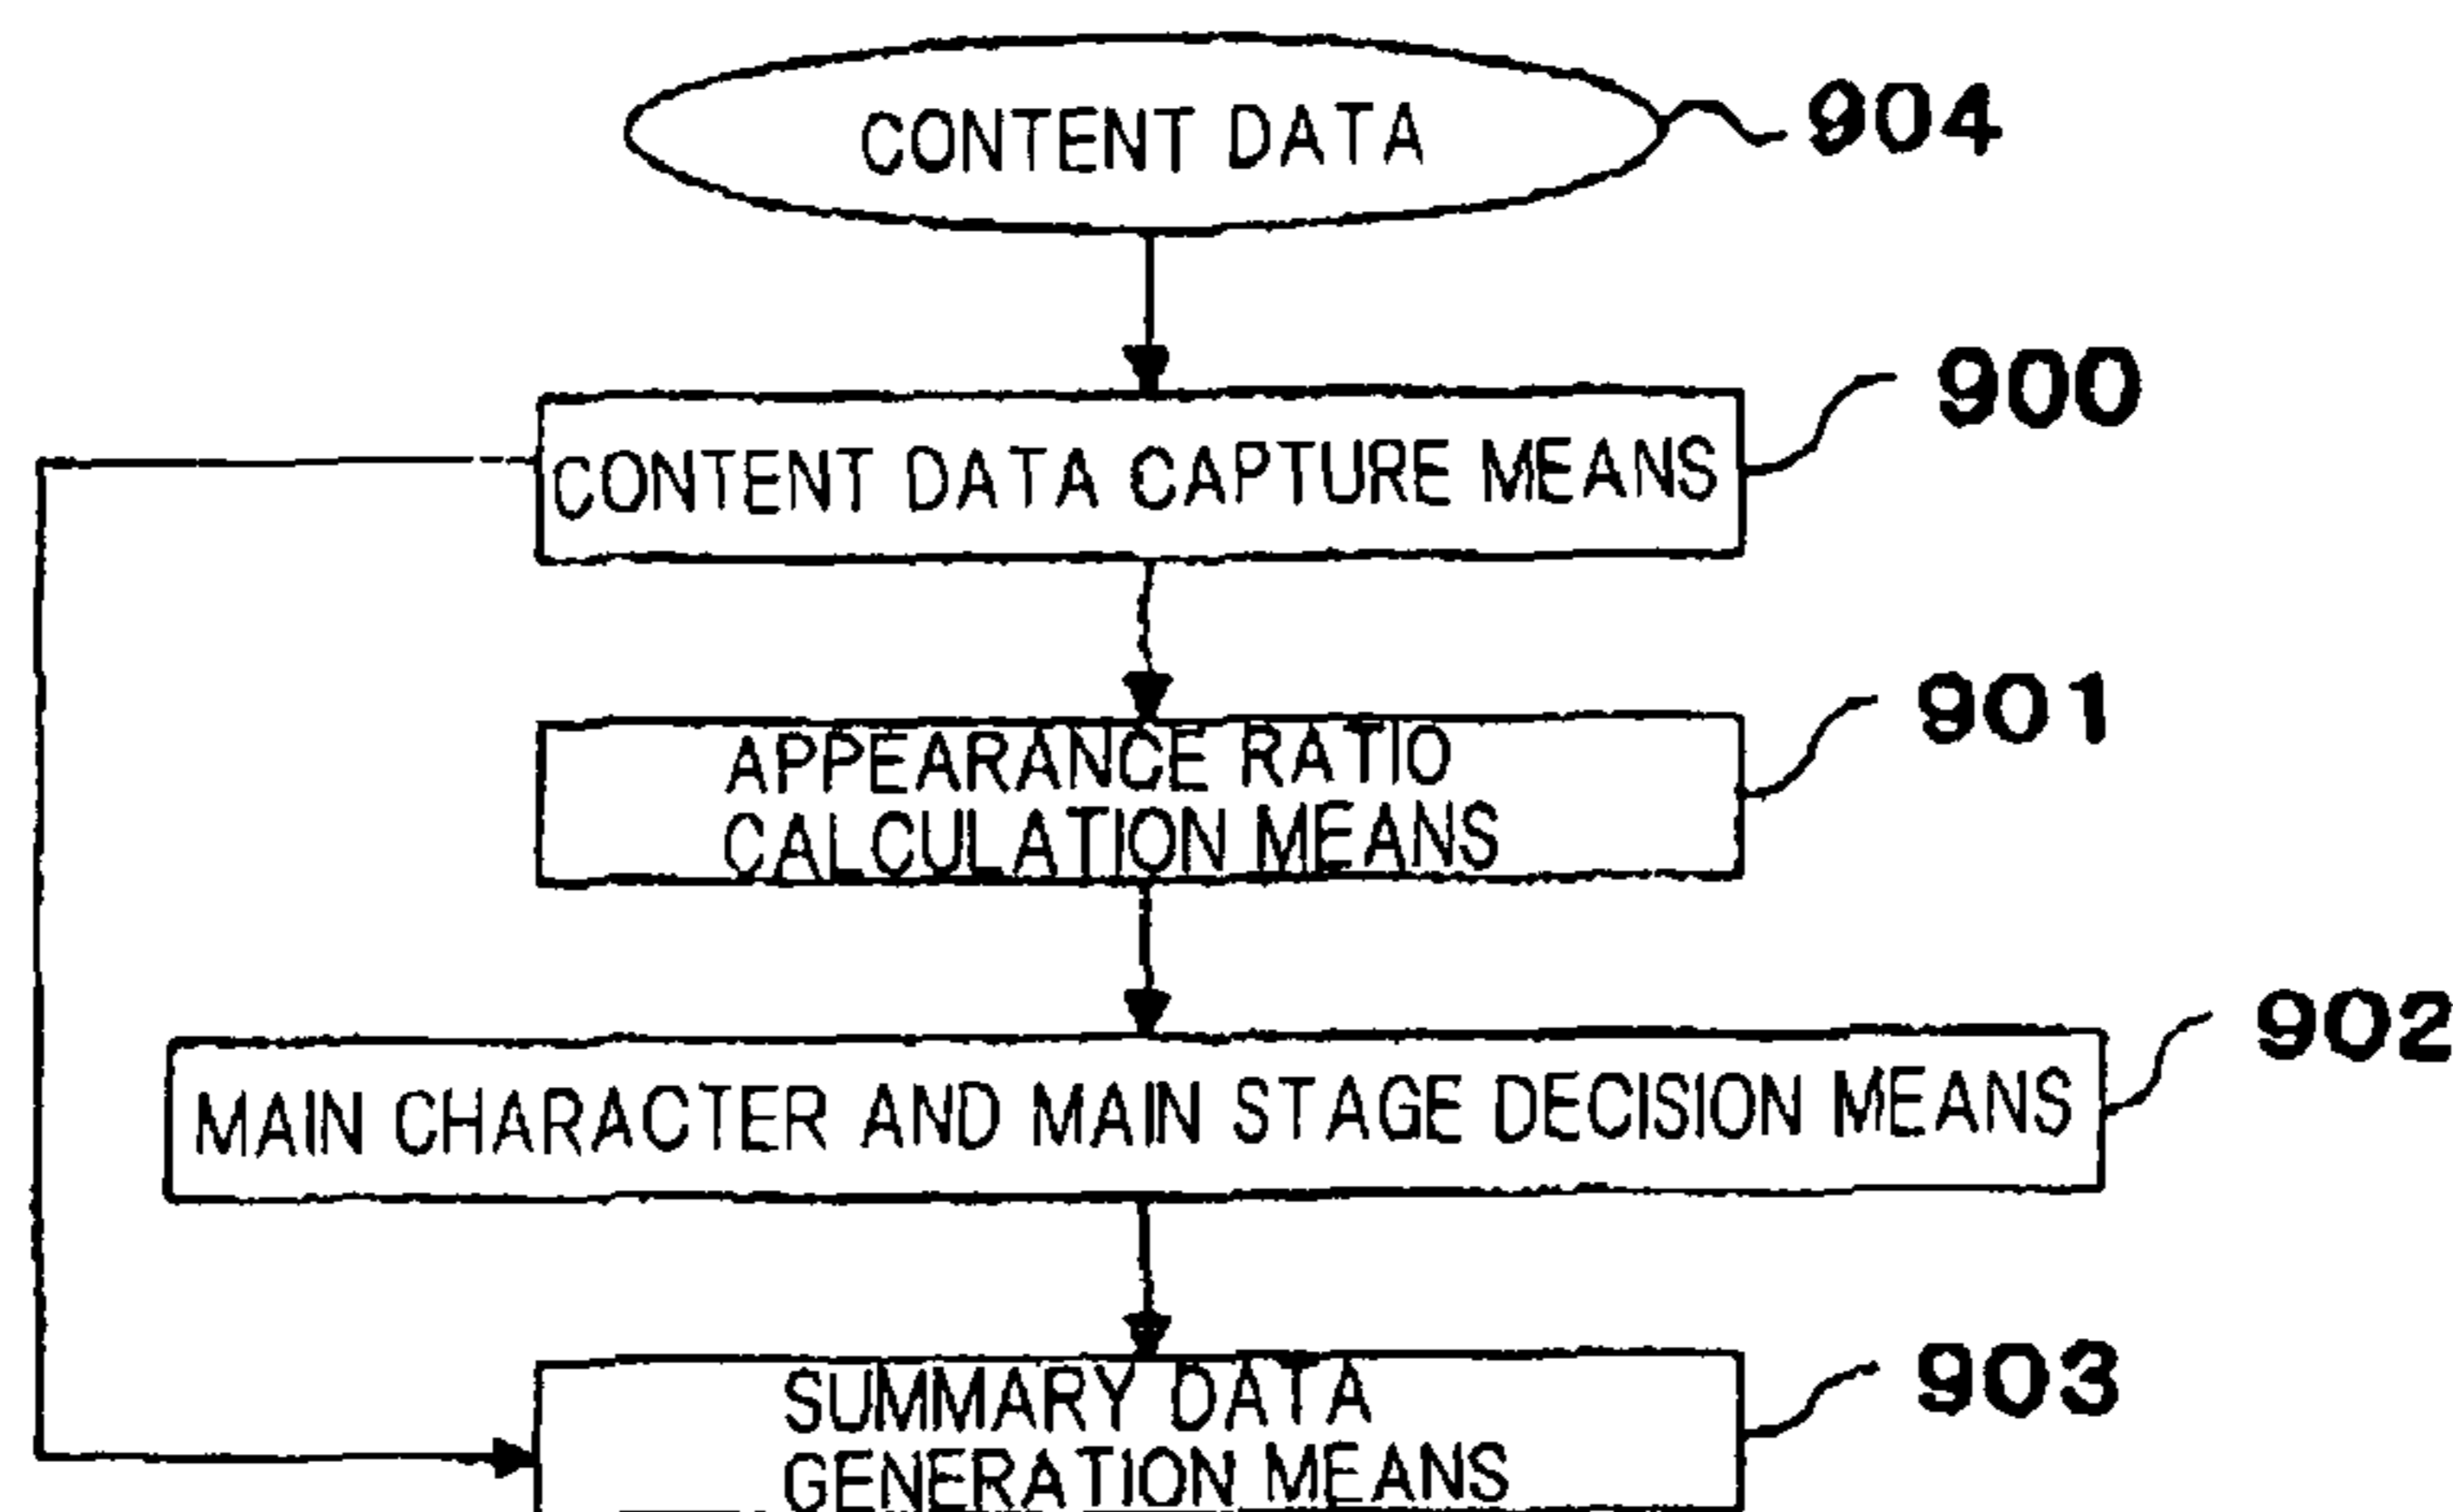 CONTENT DATA
904
900
CONTENT DATA CAPTURE MEANS
901
APPEARANCE RATIO
CALCULATION MEANS
902
MAIN CHARACTER AND MAIN STAGE DECISION MEANS
903
SUMMARY DATA
GENERATION MEANS